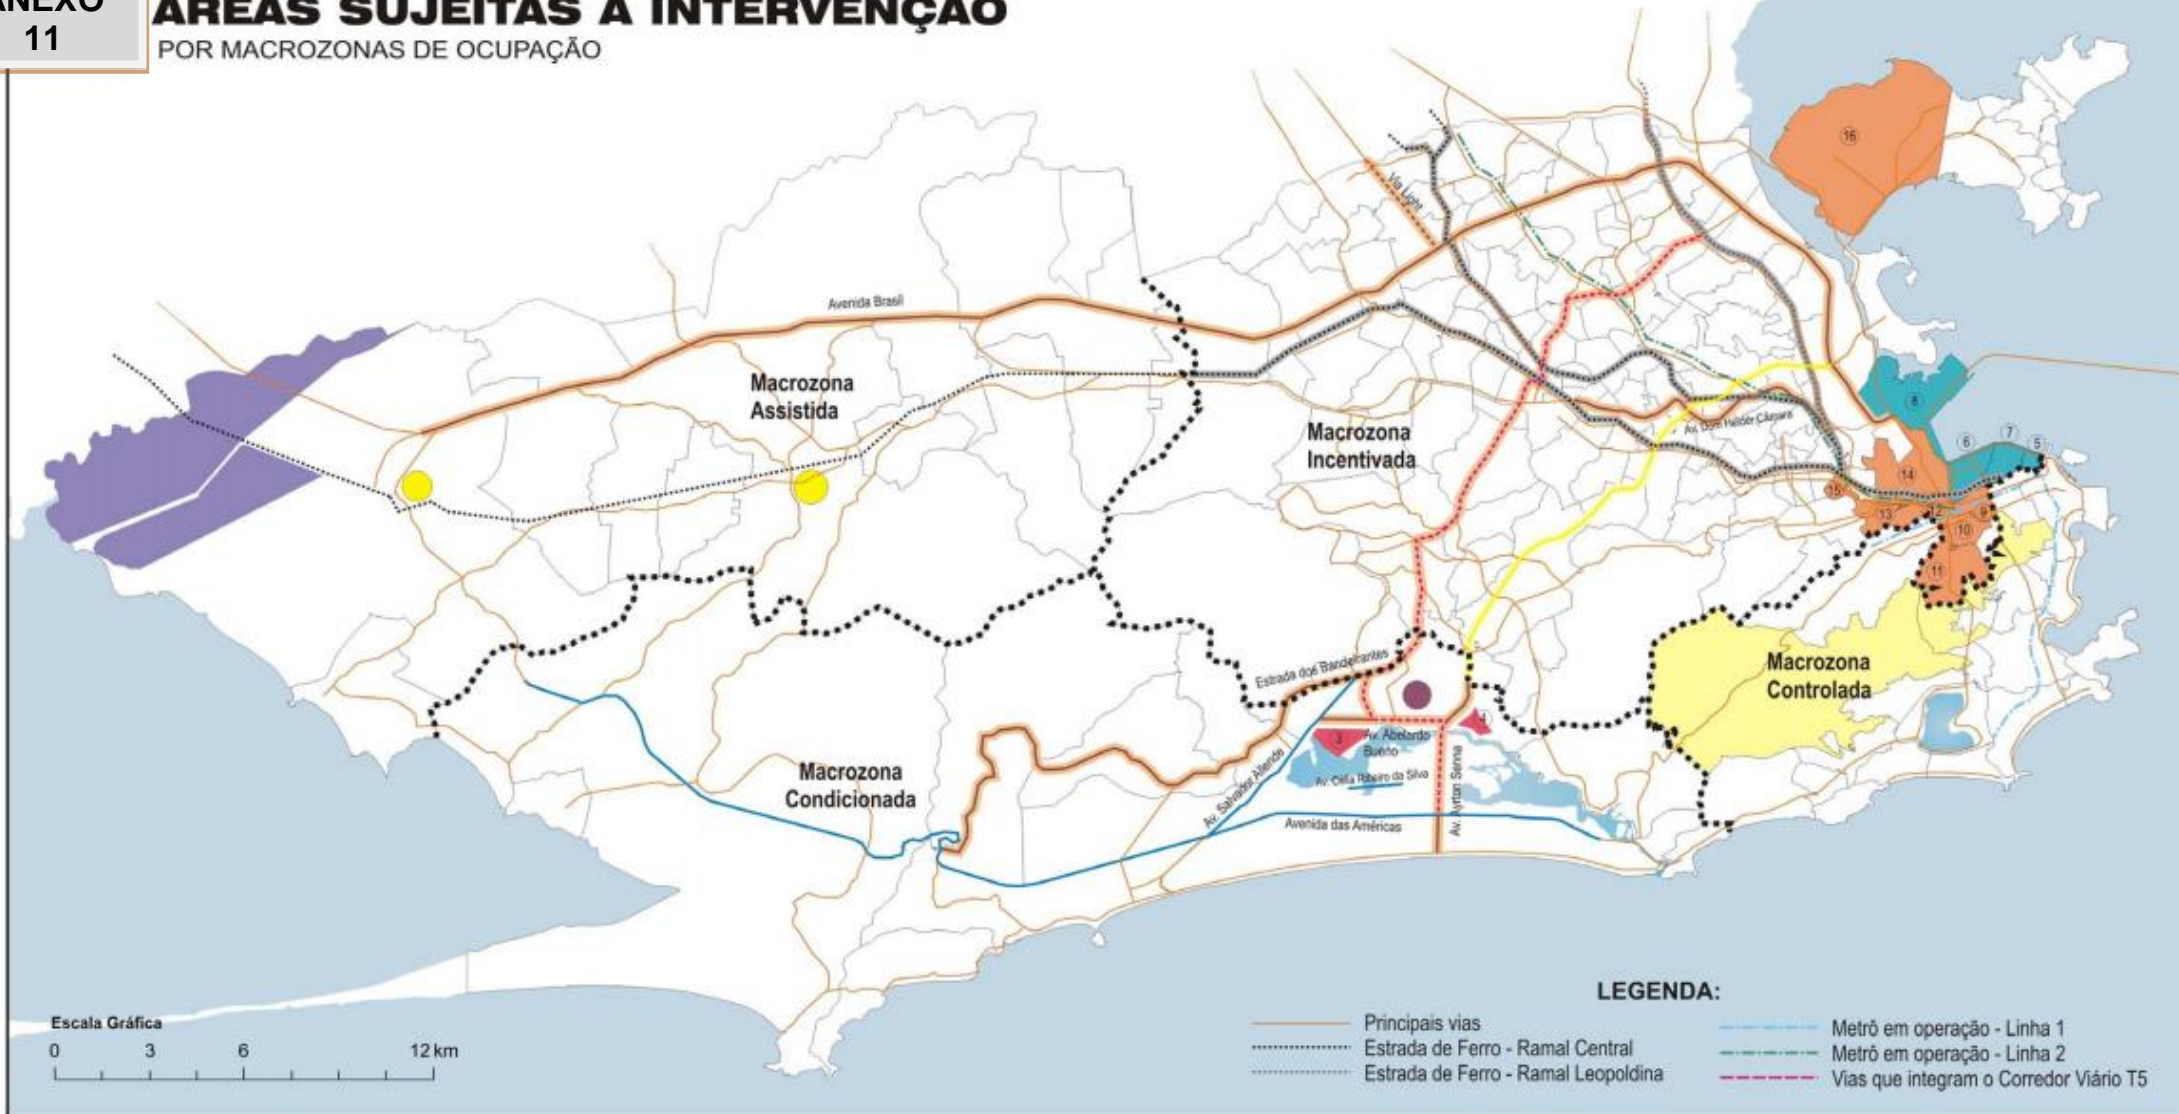 ANEXO
11
ÁREAS SUJEITAS À INTERVENÇÃO
POR MACROZONAS DE OCUPAÇÃO
16
Via Light
Avenida Brasil
Macrozona
Assistida
Macrozona
Incentivada
Av. Dom Helder Câmara
8
6
7
5
14
15
13
12
9
10
11
Macrozona
Controlada
Estrada dos Bandeirantes
4
3
Av. Abelardo
Bueno
Av. Célia Ribeiro da Silva
Av. Salvador Allende
Av. Ayrton Senna
Avenida das Américas
Macrozona
Condicionada
Escala Gráfica
0 3 6 12 km
LEGENDA:
Principais vias
Estrada de Ferro - Ramal Central
Estrada de Ferro - Ramal Leopoldina
Metrô em operação - Linha 1
Metrô em operação - Linha 2
Vias que integram o Corredor Viário T5